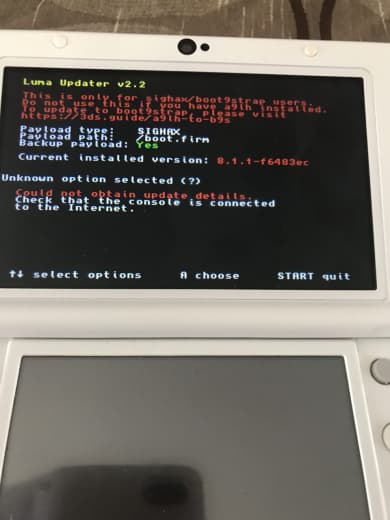 Luma Updater v2.2
This is only for sighax/boot9strap users.
Do not use this if you have a9lh installed.
To update to boot9strap, please visit
https://3ds.guide/a9lh-to-b9s
Payload type: SIGHAX
Payload path: /boot.firm
Backup payload: Yes
Current installed version: 8.1.1-f6483ec
Unknown option selected (?)
Could not obtain update details.
Check that the console is connected
to the Internet.
↑↓ select options A choose START quit